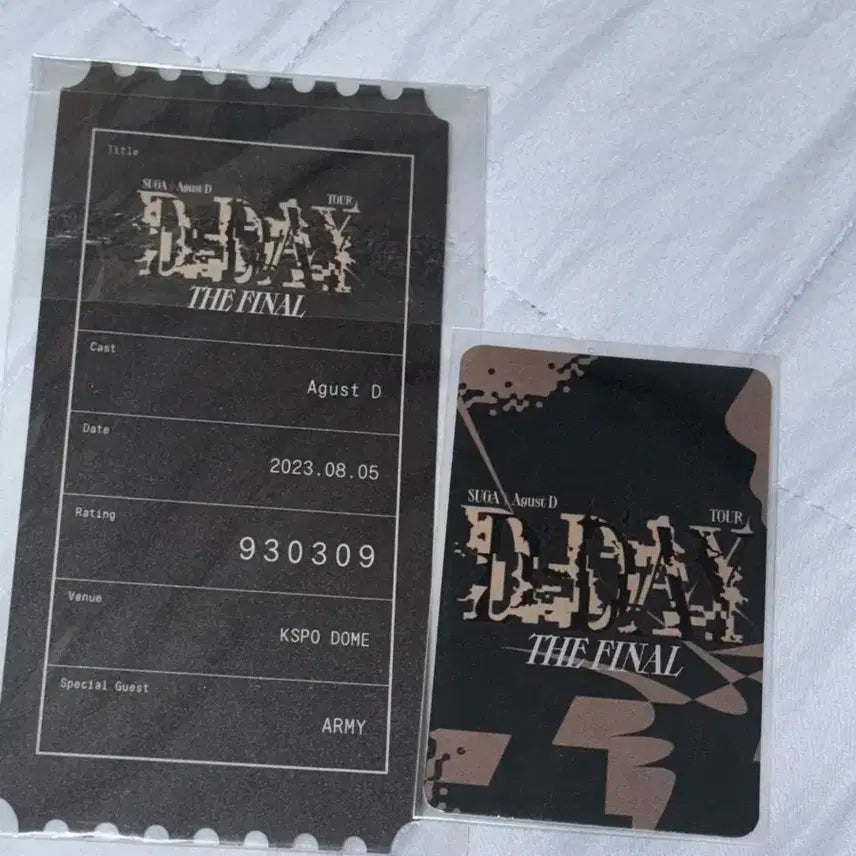 Title
SUGA | Agust D
TOUR
D-DAY
THE FINAL
Cast
Agust D
Date
2023.08.05
Rating
930309
Venue
KSPO DOME
Special Guest
ARMY
SUGA | Agust D
TOUR
D-DAY
THE FINAL